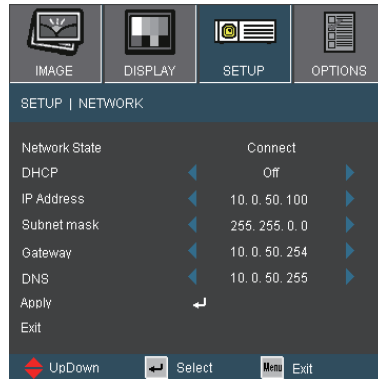 IMAGE DISPLAY SETUP OPTIONS
SETUP | NETWORK
Network State Connect
DHCP Off
IP Address 10. 0. 50. 100
Subnet mask 255. 255. 0. 0
Gateway 10. 0. 50. 254
DNS 10. 0. 50. 255
Apply
Exit
UpDown Select Menu Exit